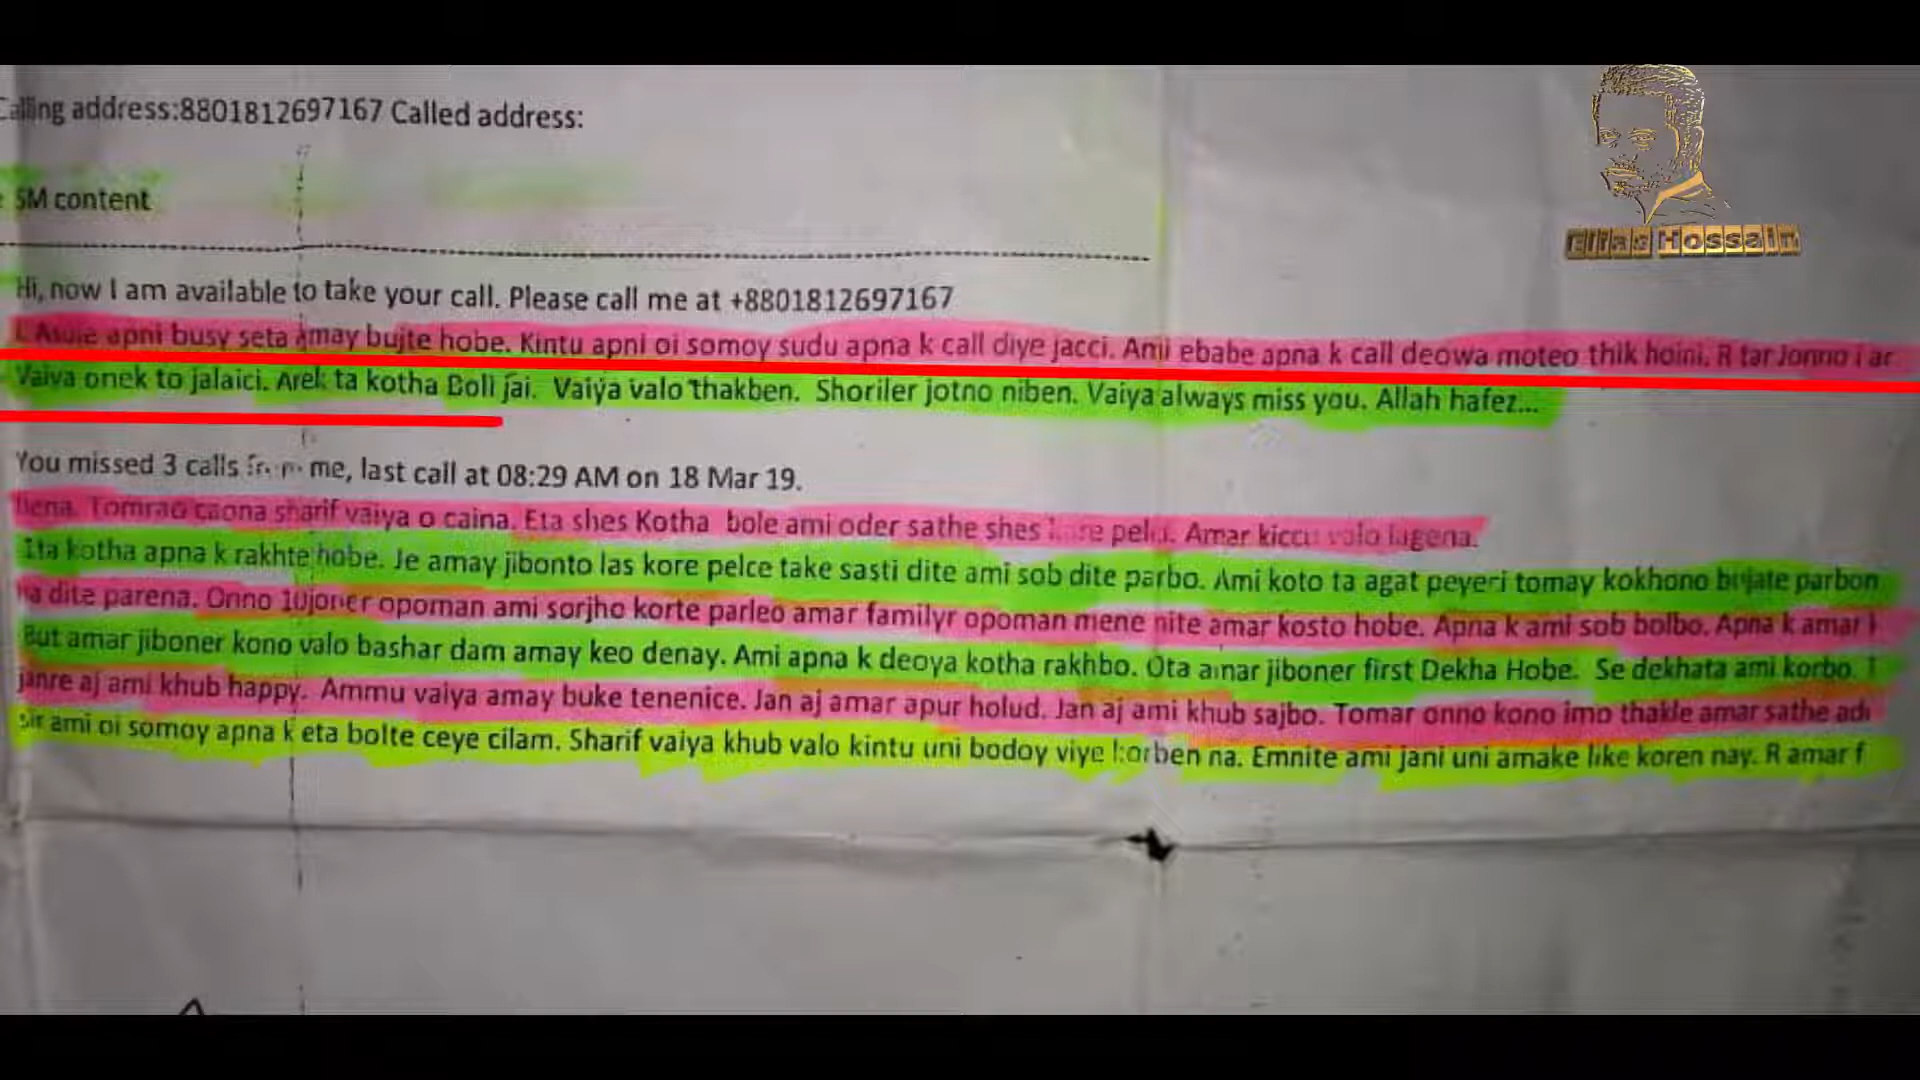 Calling address:8801812697167 Called address:
Elias Hossain
SM content
Hi, now I am available to take your call. Please call me at +8801812697167
apni busy seta amay bujte hobe. Kintu apni oi somoy sudu apna k call diye jacci. Ami ebabe apna k call deowa moteo thik hoini. R tar Jonno i ar
Vaiya onek to jalaici. Arek ta kotha Boli jai. Vaiya valo thakben. Shoriler jotno niben. Vaiya always miss you. Allah hafez...
You missed 3 calls from me, last call at 08:29 AM on 18 Mar 19.
Tomrao caona sharif vaiya o caina. Eta shes Kotha bole ami oder sathe shes pelci. Amar kiccu valo lagena.
kotha apna k rakhte hobe. Je amay jibonto las kore pelce take sasti dite ami sob dite parbo. Ami koto ta agat peyeci tomay kokhono bujate parbon
dite parena. Onno 10joner opoman ami sorjho korte parleo amar familyr opoman mene nite amar kosto hobe. Apna k ami sob bolbo. Apna k amar
But amar jiboner kono valo bashar dam amay keo denay. Ami apna k deoya kotha rakhbo. Ota amar jiboner first Dekha Hobe. Se dekhata ami korbo.
janre aj ami khub happy. Ammu vaiya amay buke tenenice. Jan aj amar apur holud. Jan aj ami khub sajbo. Tomar onno kono imo thakle amar sathe
sir ami oi somoy apna k eta bolte ceye cilam. Sharif vaiya khub valo kintu uni bodoy viye korben na. Emnite ami jani uni amake like koren nay. R amar f